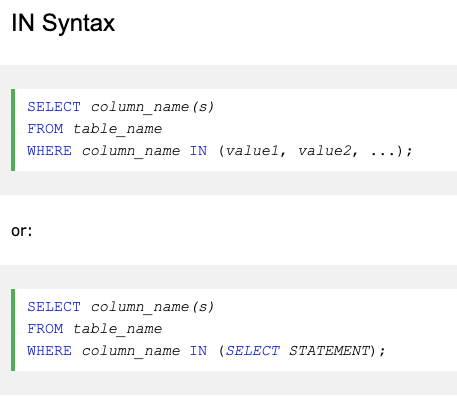 IN Syntax
SELECT column_name(s)
FROM table_name
WHERE column_name IN (value1, value2, ...);
or:
SELECT column_name(s)
FROM table_name
WHERE column_name IN (SELECT STATEMENT);